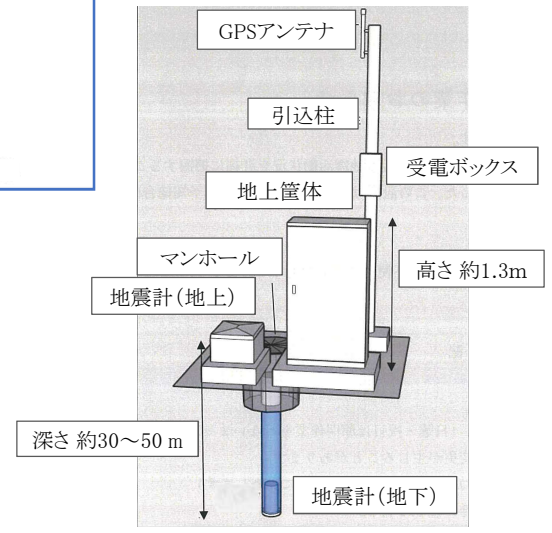 GPSアンテナ
引込柱
受電ボックス
地上筐体
マンホール
高さ 約1.3m
地震計(地上)
深さ 約30～50 m
地震計(地下)